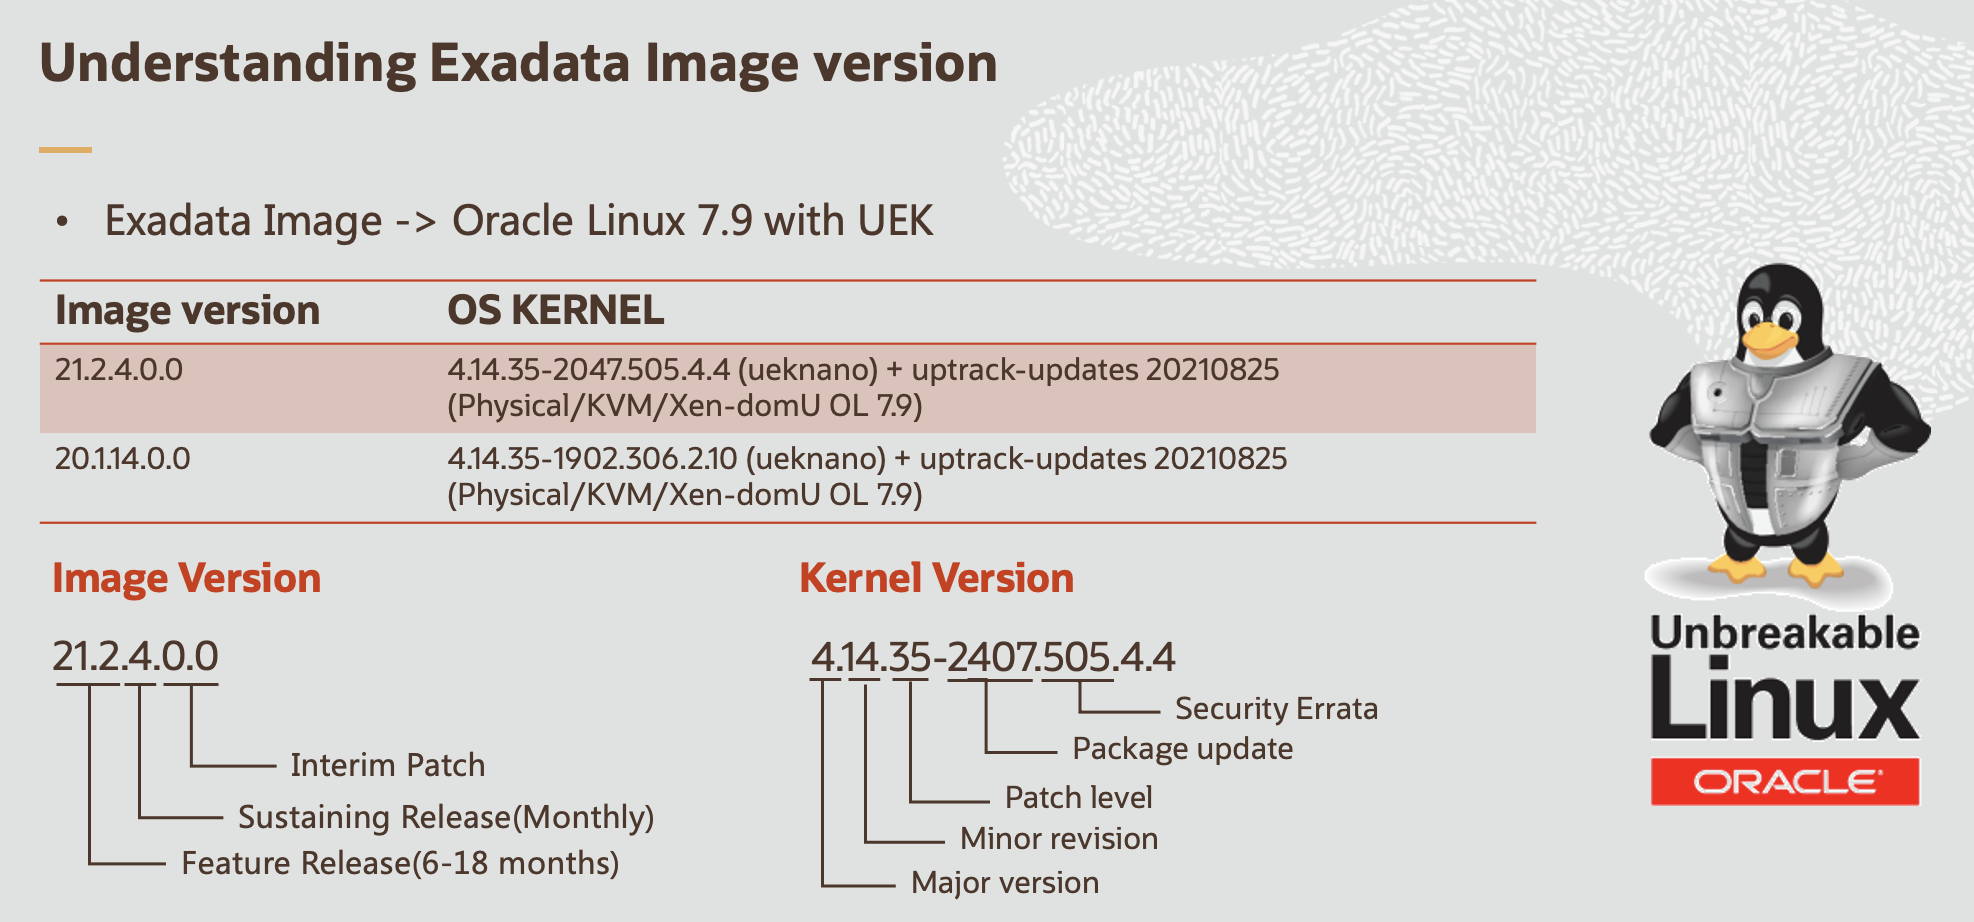 Understanding Exadata Image version
• Exadata Image -> Oracle Linux 7.9 with UEK
Image version OS KERNEL
21.2.4.0.0 4.14.35-2047.505.4.4 (ueknano) + uptrack-updates 20210825
(Physical/KVM/Xen-domU OL 7.9)
20.1.14.0.0 4.14.35-1902.306.2.10 (ueknano) + uptrack-updates 20210825
(Physical/KVM/Xen-domU OL 7.9)
Image Version
21.2.4.0.0
Interim Patch
Sustaining Release(Monthly)
Feature Release(6-18 months)
Kernel Version
4.14.35-2407.505.4.4
Security Errata
Package update
Patch level
Minor revision
Major version
Unbreakable
Linux
ORACLE